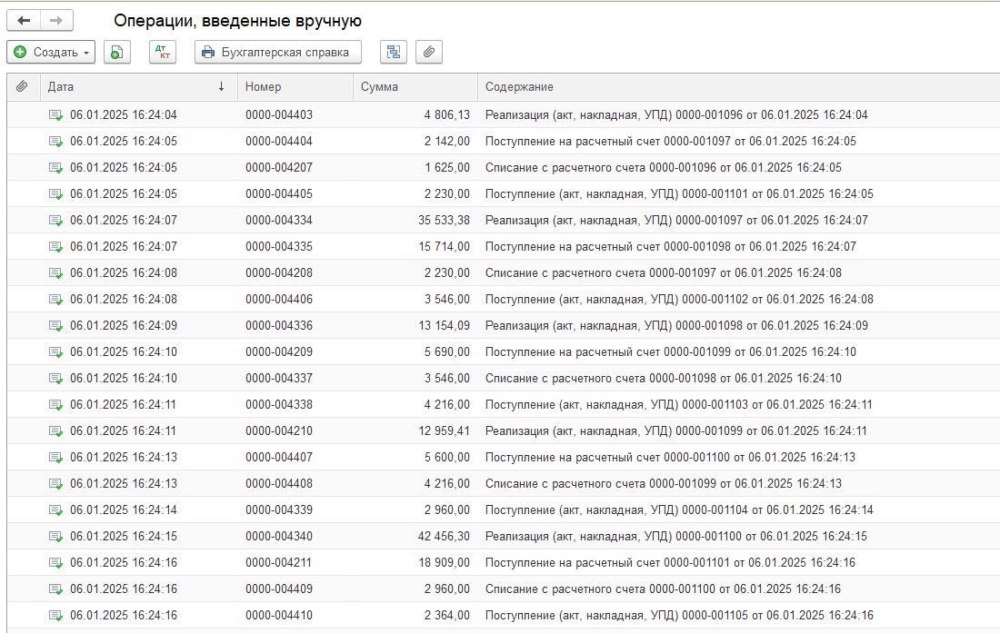 Операции, введенные вручную
Создать Дт Кт Бухгалтерская справка
Дата ↓ Номер Сумма Содержание
06.01.2025 16:24:04 0000-004403 4 806,13 Реализация (акт, накладная, УПД) 0000-001096 от 06.01.2025 16:24:04
06.01.2025 16:24:05 0000-004404 2 142,00 Поступление на расчетный счет 0000-001097 от 06.01.2025 16:24:05
06.01.2025 16:24:05 0000-004207 1 625,00 Списание с расчетного счета 0000-001096 от 06.01.2025 16:24:05
06.01.2025 16:24:05 0000-004405 2 230,00 Поступление (акт, накладная, УПД) 0000-001101 от 06.01.2025 16:24:05
06.01.2025 16:24:07 0000-004334 35 533,38 Реализация (акт, накладная, УПД) 0000-001097 от 06.01.2025 16:24:07
06.01.2025 16:24:07 0000-004335 15 714,00 Поступление на расчетный счет 0000-001098 от 06.01.2025 16:24:07
06.01.2025 16:24:08 0000-004208 2 230,00 Списание с расчетного счета 0000-001097 от 06.01.2025 16:24:08
06.01.2025 16:24:08 0000-004406 3 546,00 Поступление (акт, накладная, УПД) 0000-001102 от 06.01.2025 16:24:08
06.01.2025 16:24:09 0000-004336 13 154,09 Реализация (акт, накладная, УПД) 0000-001098 от 06.01.2025 16:24:09
06.01.2025 16:24:10 0000-004209 5 690,00 Поступление на расчетный счет 0000-001099 от 06.01.2025 16:24:10
06.01.2025 16:24:10 0000-004337 3 546,00 Списание с расчетного счета 0000-001098 от 06.01.2025 16:24:10
06.01.2025 16:24:11 0000-004338 4 216,00 Поступление (акт, накладная, УПД) 0000-001103 от 06.01.2025 16:24:11
06.01.2025 16:24:11 0000-004210 12 959,41 Реализация (акт, накладная, УПД) 0000-001099 от 06.01.2025 16:24:11
06.01.2025 16:24:13 0000-004407 5 600,00 Поступление на расчетный счет 0000-001100 от 06.01.2025 16:24:13
06.01.2025 16:24:13 0000-004408 4 216,00 Списание с расчетного счета 0000-001099 от 06.01.2025 16:24:13
06.01.2025 16:24:14 0000-004339 2 960,00 Поступление (акт, накладная, УПД) 0000-001104 от 06.01.2025 16:24:14
06.01.2025 16:24:15 0000-004340 42 456,30 Реализация (акт, накладная, УПД) 0000-001100 от 06.01.2025 16:24:15
06.01.2025 16:24:16 0000-004211 18 909,00 Поступление на расчетный счет 0000-001101 от 06.01.2025 16:24:16
06.01.2025 16:24:16 0000-004409 2 960,00 Списание с расчетного счета 0000-001100 от 06.01.2025 16:24:16
06.01.2025 16:24:16 0000-004410 2 364,00 Поступление (акт, накладная, УПД) 0000-001105 от 06.01.2025 16:24:16